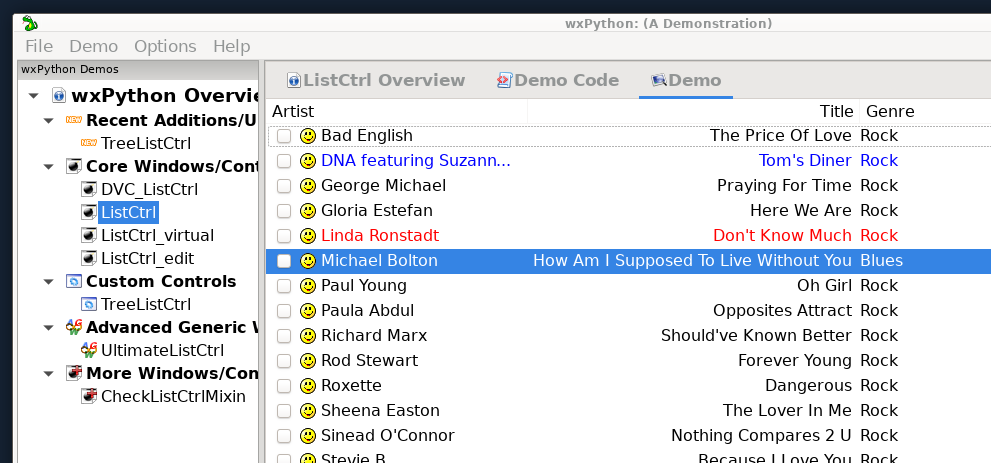 wxPython: (A Demonstration)
File Demo Options Help
wxPython Demos
wxPython Overvie
Recent Additions/U
TreeListCtrl
Core Windows/Cont
DVC_ListCtrl
ListCtrl
ListCtrl_virtual
ListCtrl_edit
Custom Controls
TreeListCtrl
Advanced Generic W
UltimateListCtrl
More Windows/Con
CheckListCtrlMixin
ListCtrl Overview Demo Code Demo
Artist Title Genre
Bad English The Price Of Love Rock
DNA featuring Suzann... Tom's Diner Rock
George Michael Praying For Time Rock
Gloria Estefan Here We Are Rock
Linda Ronstadt Don't Know Much Rock
Michael Bolton How Am I Supposed To Live Without You Blues
Paul Young Oh Girl Rock
Paula Abdul Opposites Attract Rock
Richard Marx Should've Known Better Rock
Rod Stewart Forever Young Rock
Roxette Dangerous Rock
Sheena Easton The Lover In Me Rock
Sinead O'Connor Nothing Compares 2 U Rock
Stevie B. Because I Love You Rock